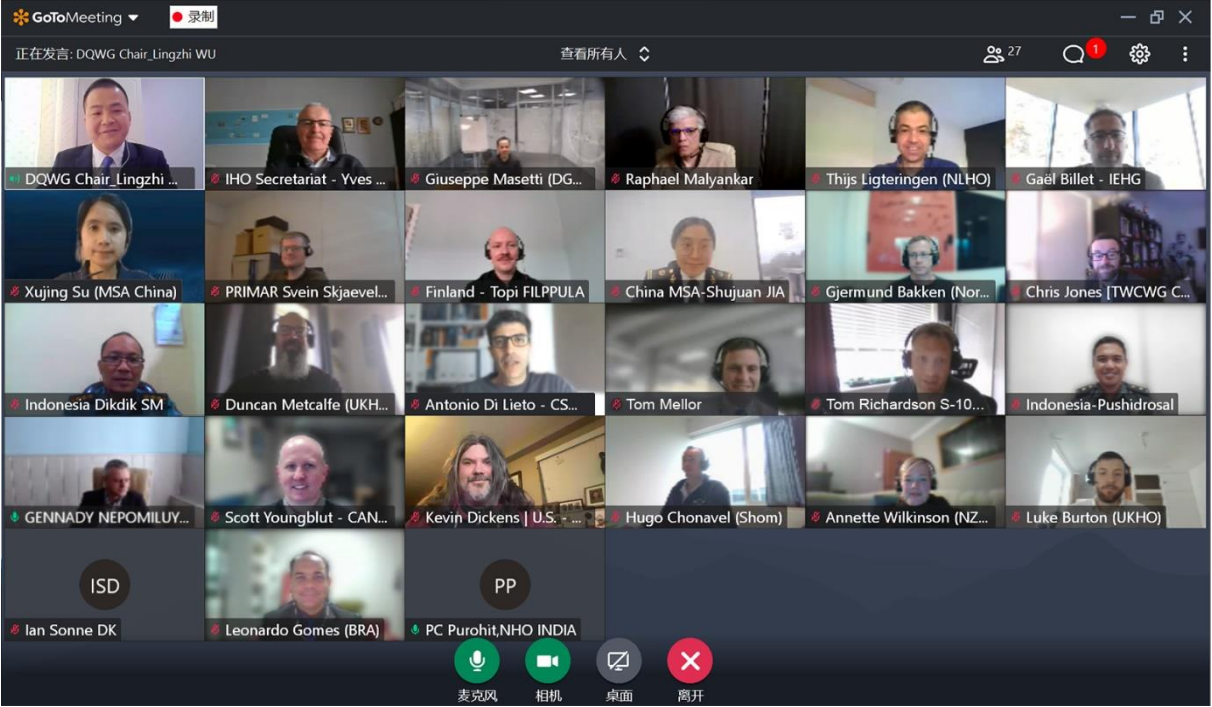 GoToMeeting
录制
正在发言: DQWG Chair_Lingzhi WU
查看所有人
27
1
DQWG Chair_Lingzhi ...
IHO Secretariat - Yves ...
Giuseppe Masetti (DG...
Raphael Malyankar
Thijs Ligteringen (NLHO)
Gaël Billet - IEHG
Xujing Su (MSA China)
PRIMAR Svein Skjaevel...
Finland - Topi FILPPULA
China MSA-Shujuan JIA
Gjermund Bakken (Nor...
Chris Jones [TWCWG C...
Indonesia Dikdik SM
Duncan Metcalfe (UKH...
Antonio Di Lieto - CS...
Tom Mellor
Tom Richardson S-10...
Indonesia-Pushidrosal
GENNADY NEPOMILUY...
Scott Youngblut - CAN...
Kevin Dickens | U.S. - ...
Hugo Chonavel (Shom)
Annette Wilkinson (NZ...
Luke Burton (UKHO)
ISD
Ian Sonne DK
Leonardo Gomes (BRA)
PP
PC Purohit,NHO INDIA
麦克风
相机
桌面
离开